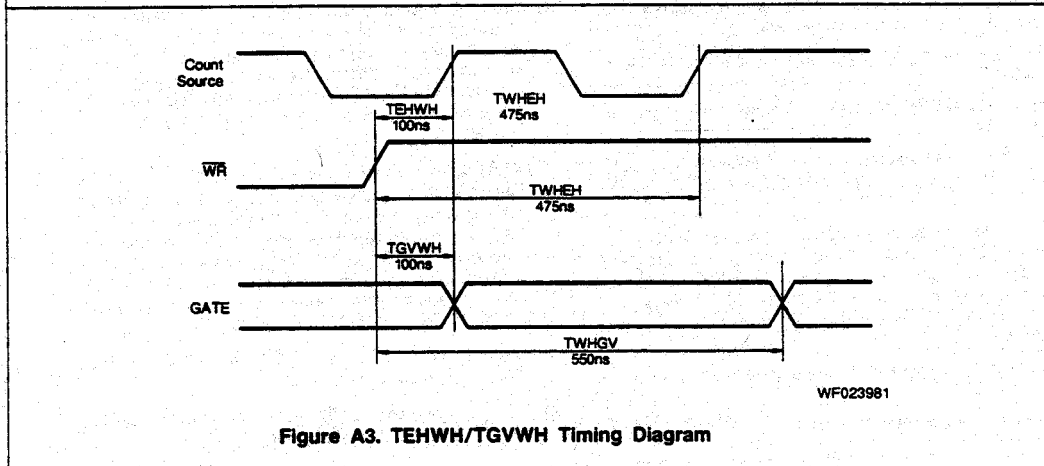 Count
Source
TEHWH
100ns
TWHEH
475ns
WR
TWHEH
475ns
TGVWH
100ns
GATE
TWHGV
550ns
WF023981
Figure A3. TEHWH/TGVWH Timing Diagram